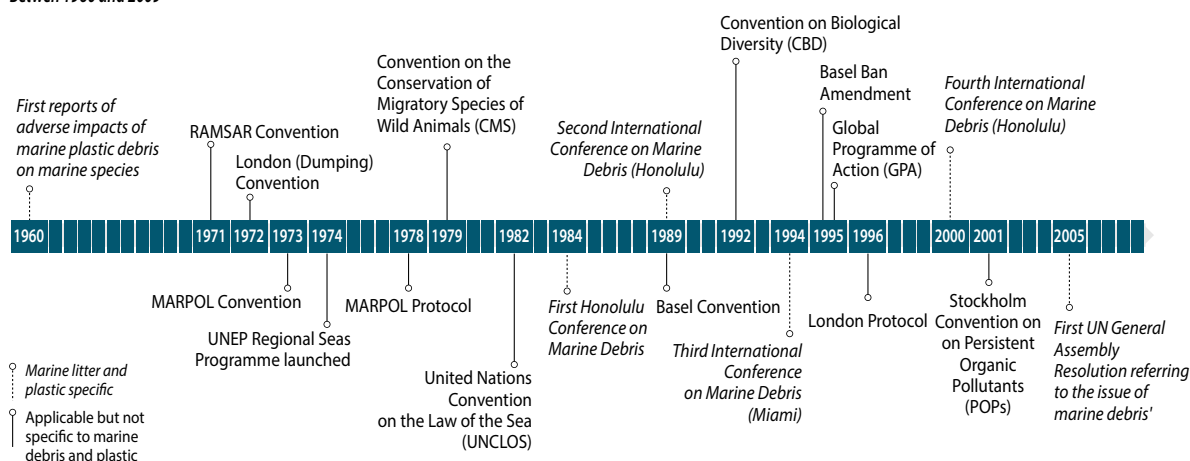 Betwen 1960 and 2009
Convention on Biological
Diversity (CBD)
Convention on the
Conservation of
Migratory Species of
Wild Animals (CMS)
Basel Ban
Amendment
Fourth International
Conference on Marine
Debris (Honolulu)
First reports of
adverse impacts of
marine plastic debris
on marine species
RAMSAR Convention
London (Dumping)
Convention
Second International
Conference on Marine
Debris (Honolulu)
Global
Programme of
Action (GPA)
1960 1971 1972 1973 1974 1978 1979 1982 1984 1989 1992 1994 1995 1996 2000 2001 2005
MARPOL Convention
UNEP Regional Seas
Programme launched
MARPOL Protocol
United Nations
Convention
on the Law of the Sea
(UNCLOS)
First Honolulu
Conference on
Marine Debris
Basel Convention
Third International
Conference
on Marine Debris
(Miami)
London Protocol
Stockholm
Convention on
on Persistent
Organic
Pollutants
(POPs)
First UN General
Assembly
Resolution referring
to the issue of
marine debris'
Marine litter and
plastic specific
Applicable but not
specific to marine
debris and plastic